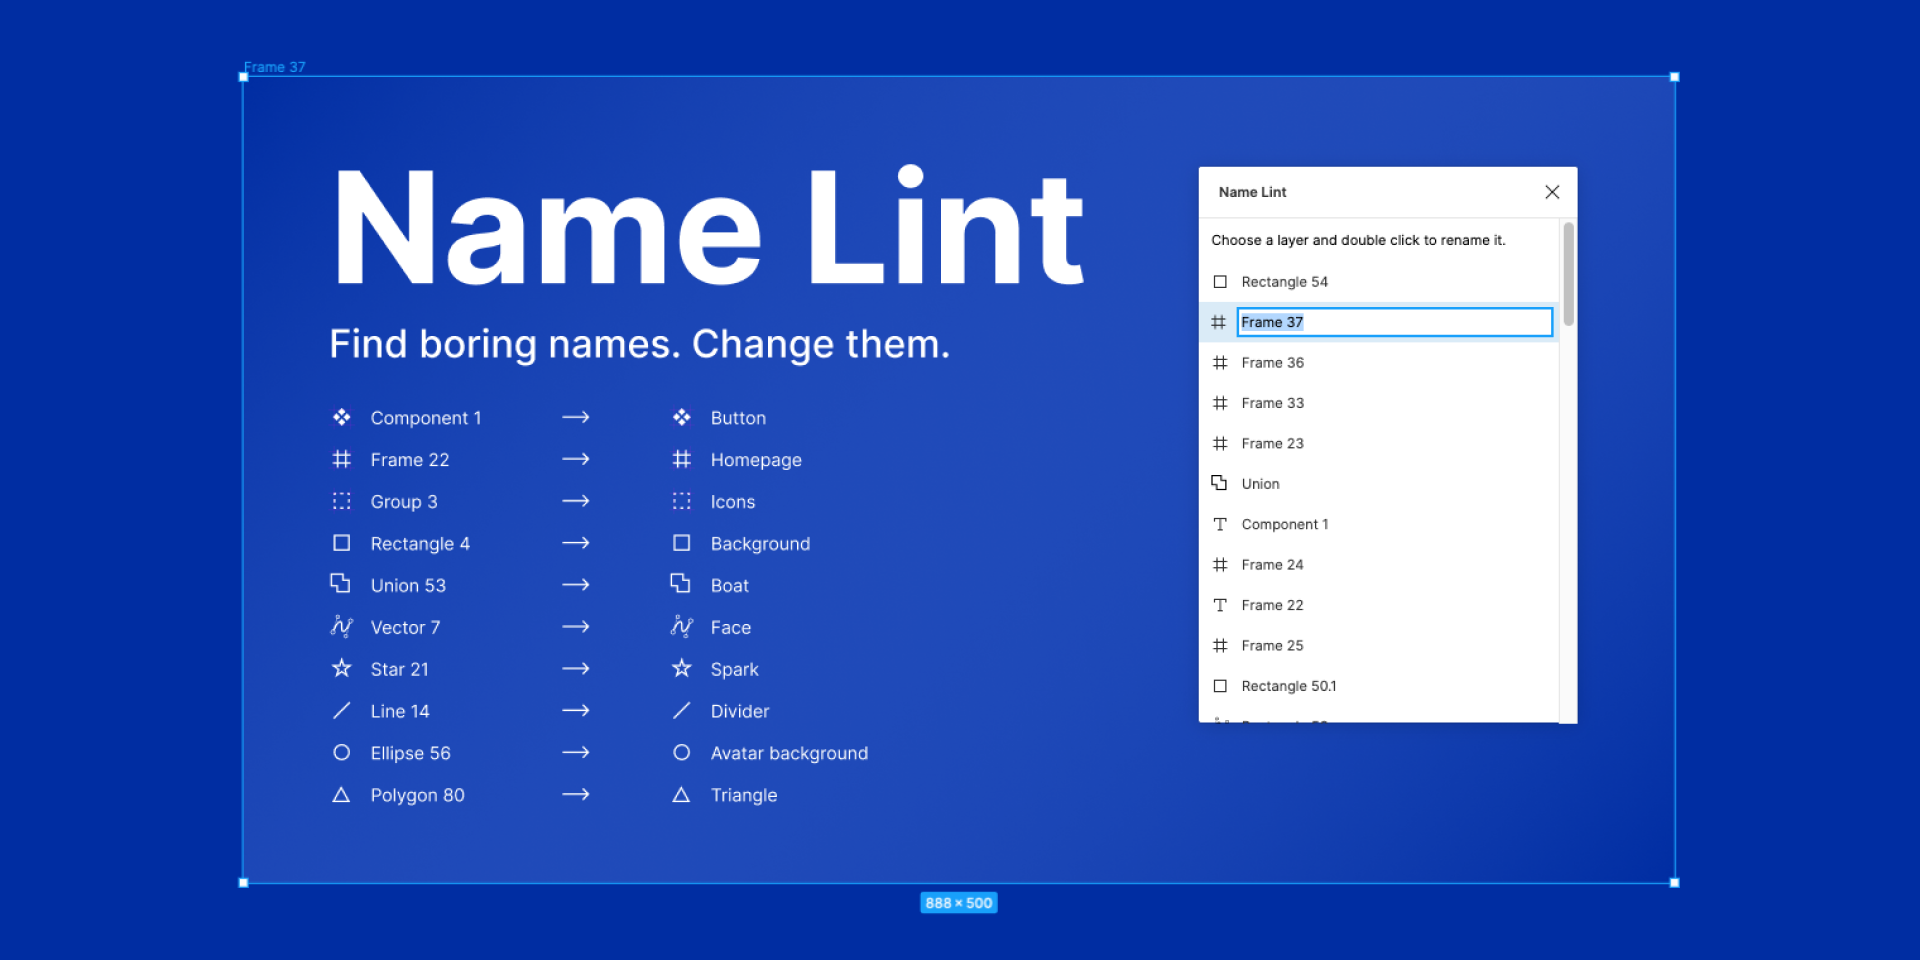 Frame 37
Name Lint
Find boring names. Change them.
Component 1 → Button
Frame 22 → Homepage
Group 3 → Icons
Rectangle 4 → Background
Union 53 → Boat
Vector 7 → Face
Star 21 → Spark
Line 14 → Divider
Ellipse 56 → Avatar background
Polygon 80 → Triangle
Name Lint
Choose a layer and double click to rename it.
Rectangle 54
Frame 37
Frame 36
Frame 33
Frame 23
Union
Component 1
Frame 24
Frame 22
Frame 25
Rectangle 50.1
888 × 500